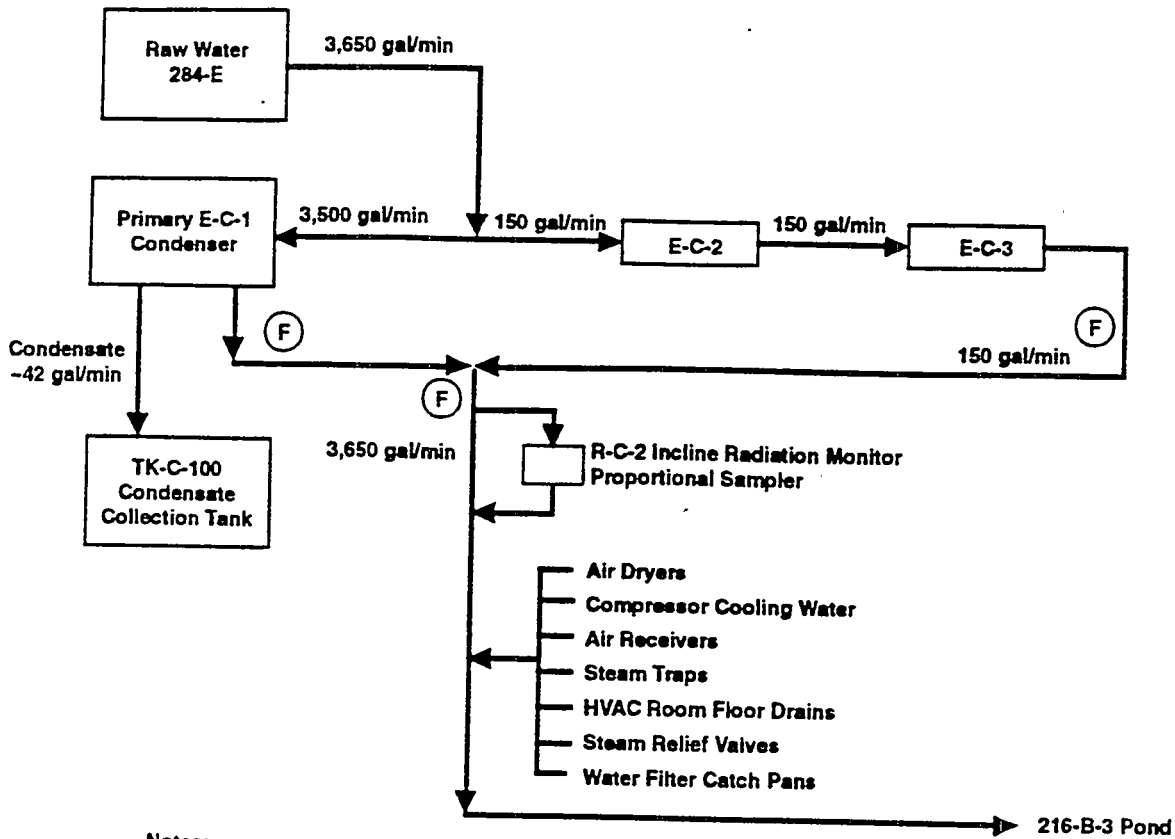 Raw Water
284-E
3,650 gal/min
Primary E-C-1
Condenser
3,500 gal/min
150 gal/min
E-C-2
150 gal/min
E-C-3
F
F
Condensate
~42 gal/min
150 gal/min
F
TK-C-100
Condensate
Collection Tank
3,650 gal/min
R-C-2 Incline Radiation Monitor
Proportional Sampler
Air Dryers
Compressor Cooling Water
Air Receivers
Steam Traps
HVAC Room Floor Drains
Steam Relief Valves
Water Filter Catch Pans
216-B-3 Pond